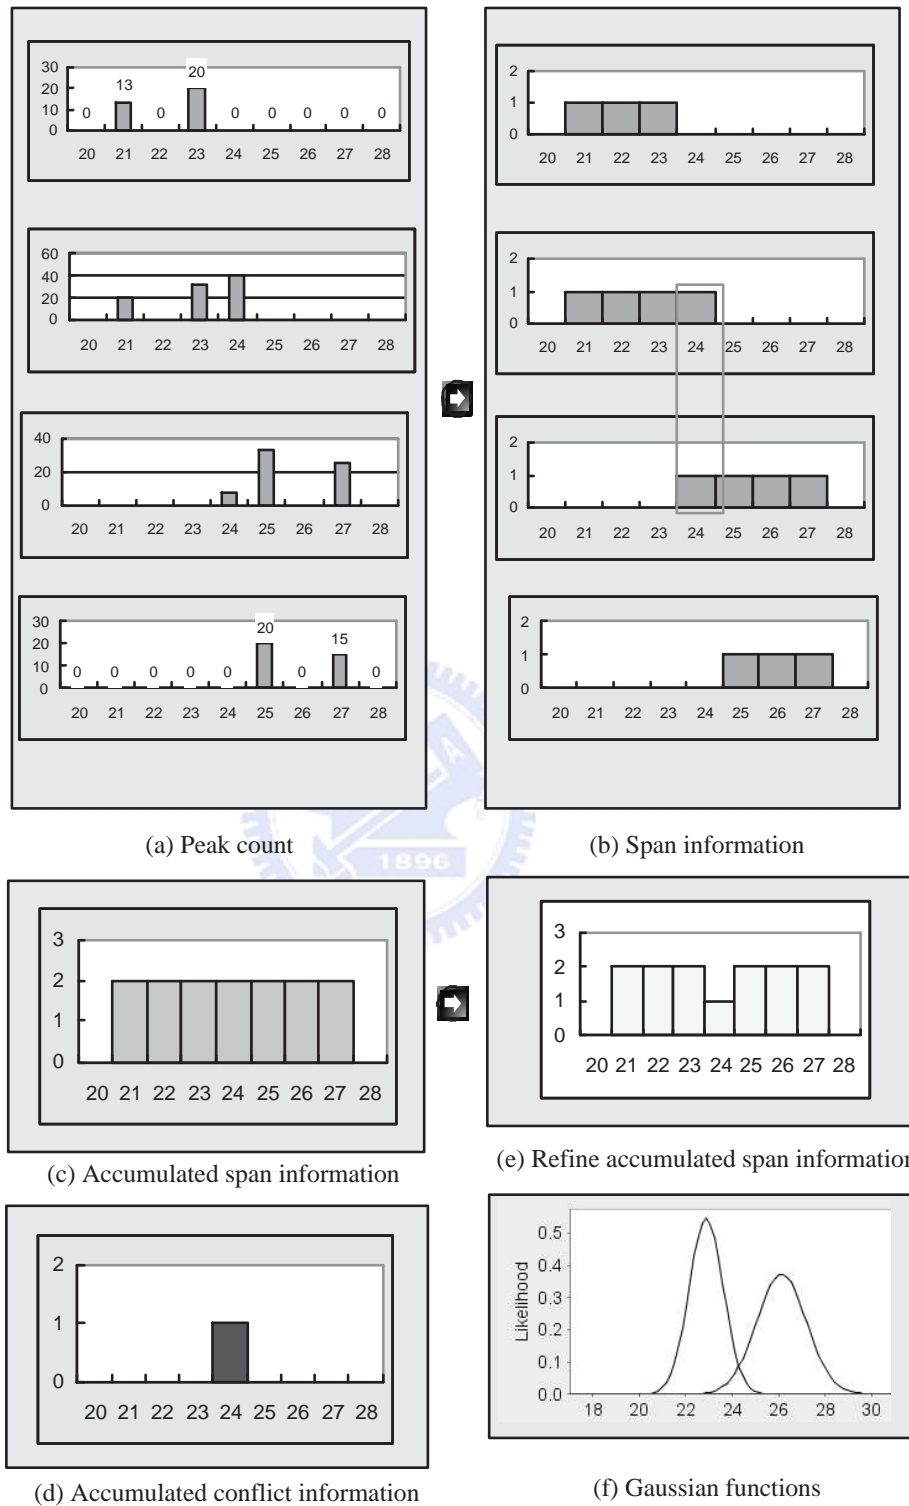 30
20
10
0
13
20
0 0 0 0 0 0 0
20 21 22 23 24 25 26 27 28
60
40
20
0
20 21 22 23 24 25 26 27 28
40
20
0
20 21 22 23 24 25 26 27 28
30
20
10
0
20
15
0 0 0 0 0 0 0
20 21 22 23 24 25 26 27 28
(a) Peak count
2
1
0
20 21 22 23 24 25 26 27 28
2
1
0
20 21 22 23 24 25 26 27 28
2
1
0
20 21 22 23 24 25 26 27 28
2
1
0
20 21 22 23 24 25 26 27 28
(b) Span information
A
1896
3
2
1
0
20 21 22 23 24 25 26 27 28
(c) Accumulated span information
3
2
1
0
20 21 22 23 24 25 26 27 28
(e) Refine accumulated span information
2
1
0
20 21 22 23 24 25 26 27 28
(d) Accumulated conflict information
Likelihood
0.5
0.4
0.3
0.2
0.1
0.0
18 20 22 24 26 28 30
(f) Gaussian functions